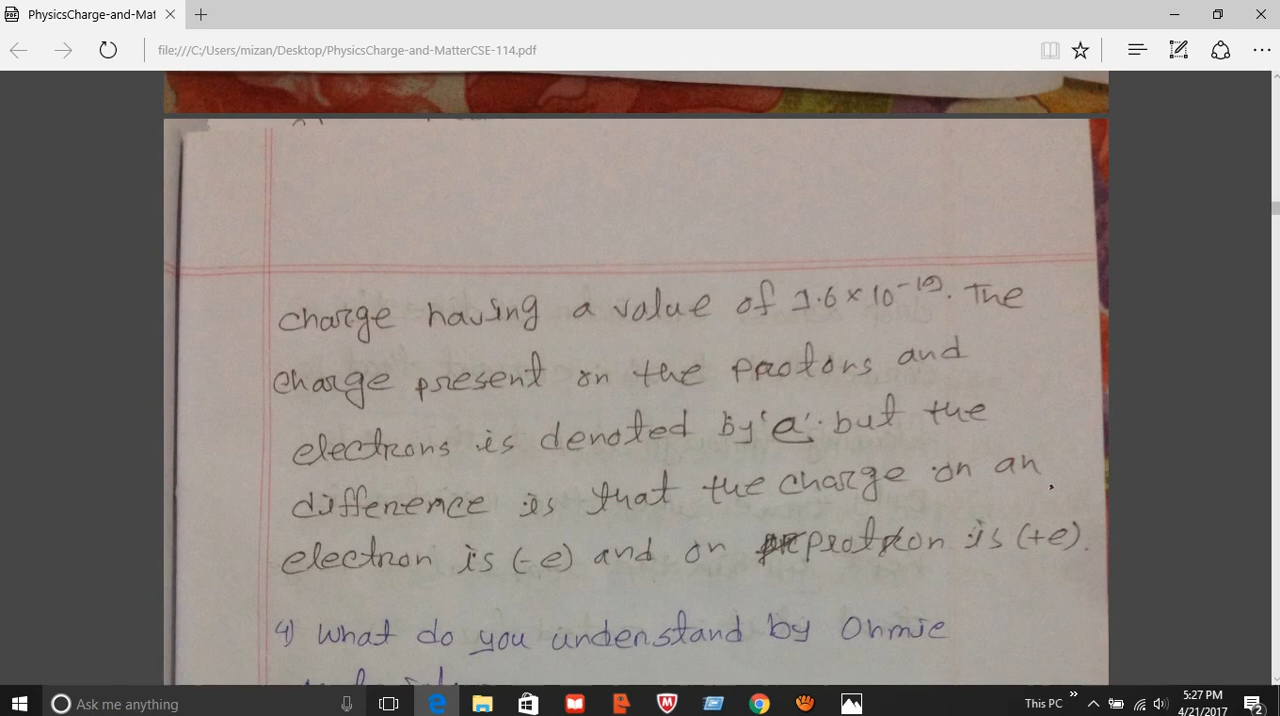 PhysicsCharge-and-Mat
file:///C:/Users/mizan/Desktop/PhysicsCharge-and-MatterCSE-114.pdf
charge having a value of 1.6 × 10⁻¹⁹. The
charge present on the protons and
electrons is denoted by 'e'. but the
difference is that the charge on an
electron is (-e) and on proton is (+e).
4) What do you understand by Ohmic
Ask me anything
This PC
5:27 PM
4/21/2017
2